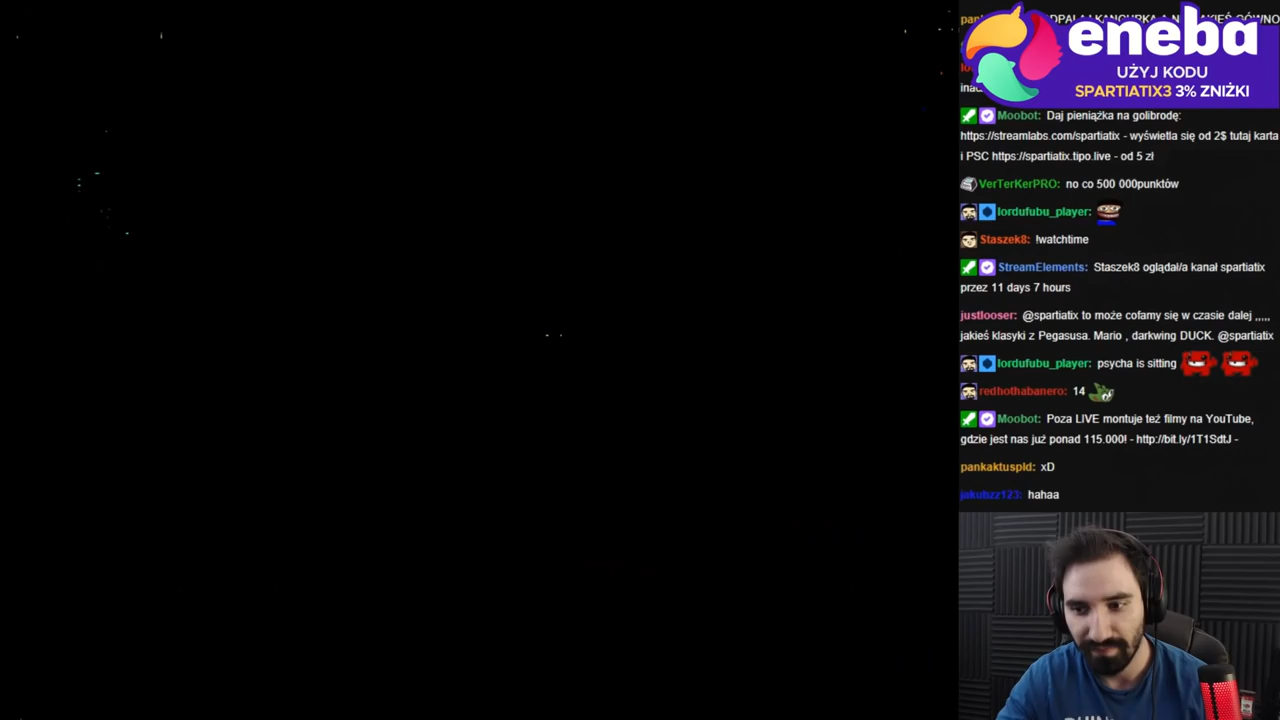 eneba
UŻYJ KODU
SPARTIATIX3 3% ZNIŻKI
Moobot: Daj pieniążka na golibrodę:
https://streamlabs.com/spartiatix - wyświetla się od 2$ tutaj karta
i PSC https://spartiatix.tipo.live - od 5 zł
VerTerKerPRO: no co 500 000punktów
lordufubu_player:
Staszek8: !watchtime
StreamElements: Staszek8 oglądał/a kanał spartiatix
przez 11 days 7 hours
justlooser: @spartiatix to może cofamy się w czasie dalej ,,,,,
jakieś klasyki z Pegasusa. Mario , darkwing DUCK. @spartiatix
lordufubu_player: psycha is sitting
redhothabanero: 14
Moobot: Poza LIVE montuje też filmy na YouTube,
gdzie jest nas już ponad 115.000! - http://bit.ly/1T1SdtJ -
pankaktuspld: xD
jakubzz123: hahaa